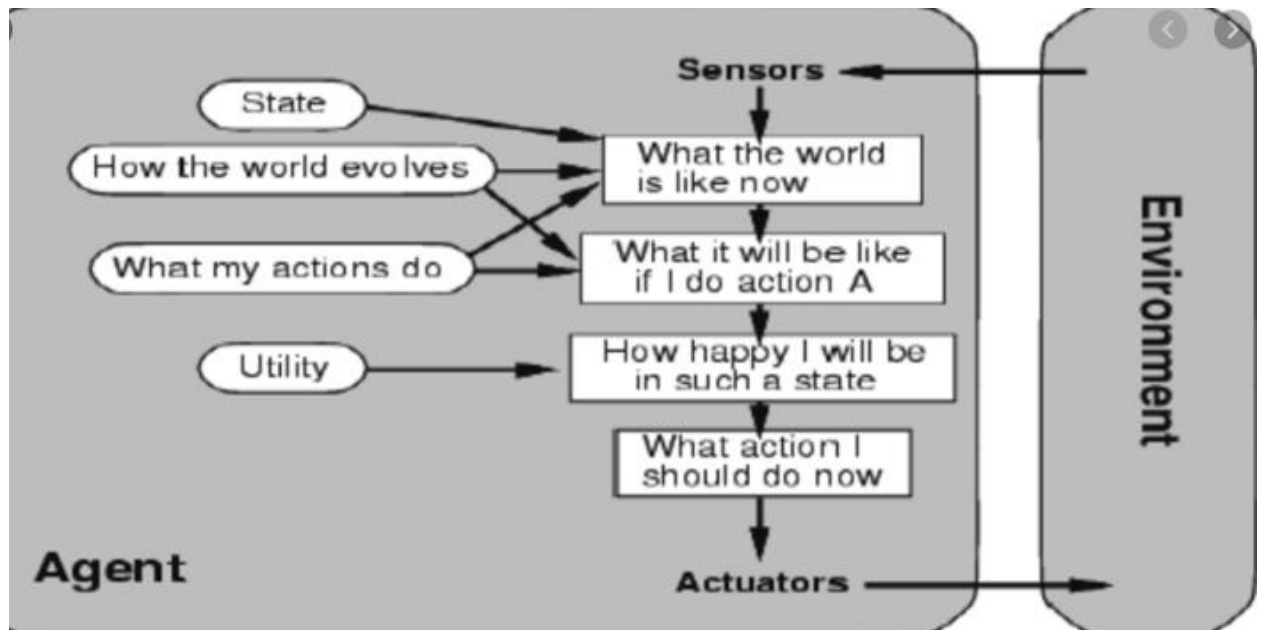 Sensors
State
What the world
is like now
How the world evolves
What it will be like
if I do action A
What my actions do
How happy I will be
in such a state
Utility
What action I
should do now
Agent
Actuators
Environment